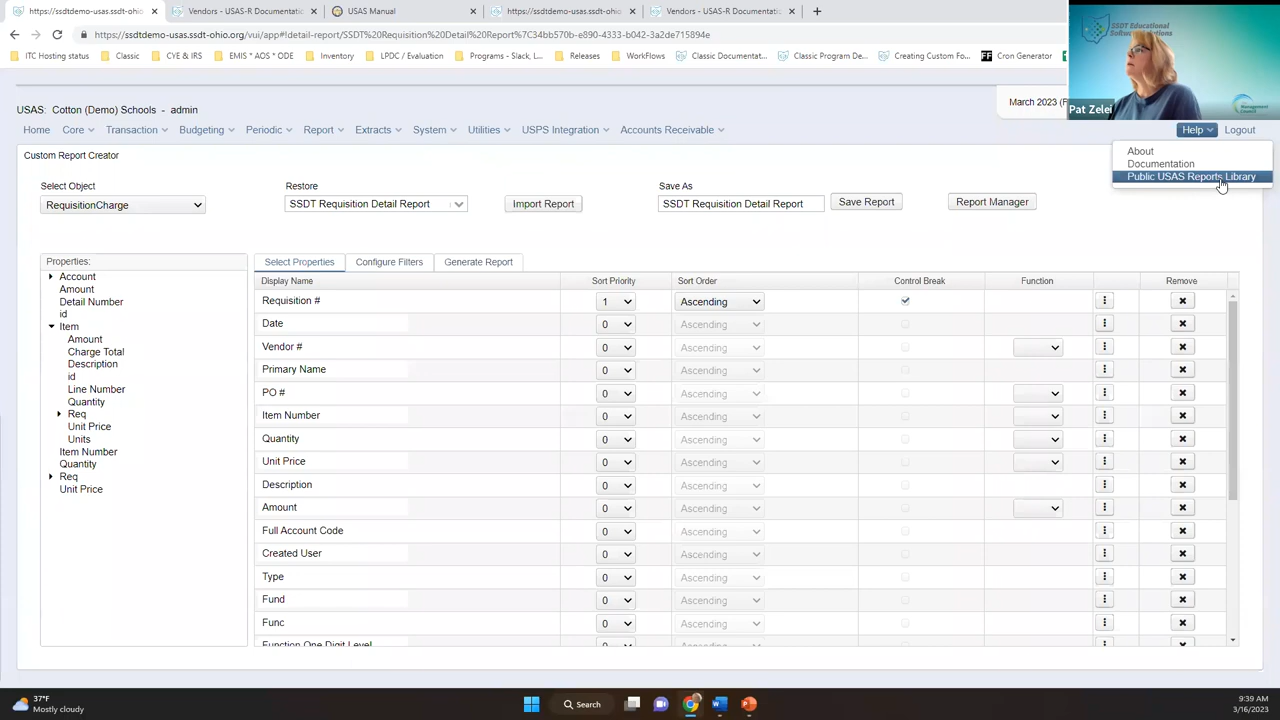 https://ssdtdemo-usas.ssdt-ohio
Vendors - USAS-R Documentatio
USAS Manual
https://ssdtdemo-usas.ssdt-ohi
Vendors - USAS-R Documentatio
https://ssdtdemo-usas.ssdt-ohio.org/vui/app#!detail-report/SSDT%20Requisition%20Detail%20Report%7C34bb570b-e890-4333-b042-3a2de715894e
ITC Hosting status
Classic
CYE & IRS
EMIS * AOS * ODE
Inventory
LPDC / Evaluation
Programs - Slack, L...
Releases
WorkFlows
Classic Documentat...
Classic Program De...
Creating Custom Fo...
Cron Generator
SSDT Educational
Pat Zelei
Management
Council
USAS: Cotton (Demo) Schools - admin
March 2023
Home Core Transaction Budgeting Periodic Report Extracts System Utilities USPS Integration Accounts Receivable Help Logout
About
Documentation
Public USAS Reports Library
Custom Report Creator
Select Object
Restore
Save As
RequisitionCharge
SSDT Requisition Detail Report
Import Report
SSDT Requisition Detail Report
Save Report
Report Manager
Properties:
Account
Amount
Detail Number
id
Item
Amount
Charge Total
Description
id
Line Number
Quantity
Req
Unit Price
Units
Item Number
Quantity
Req
Unit Price
Select Properties Configure Filters Generate Report
Display Name Sort Priority Sort Order Control Break Function Remove
Requisition # 1 Ascending
Date 0 Ascending
Vendor # 0 Ascending
Primary Name 0 Ascending
PO # 0 Ascending
Item Number 0 Ascending
Quantity 0 Ascending
Unit Price 0 Ascending
Description 0 Ascending
Amount 0 Ascending
Full Account Code 0 Ascending
Created User 0 Ascending
Type 0 Ascending
Fund 0 Ascending
Func 0 Ascending
Function One Digit Level
37°F
Mostly cloudy
Search
9:39 AM
3/16/2023